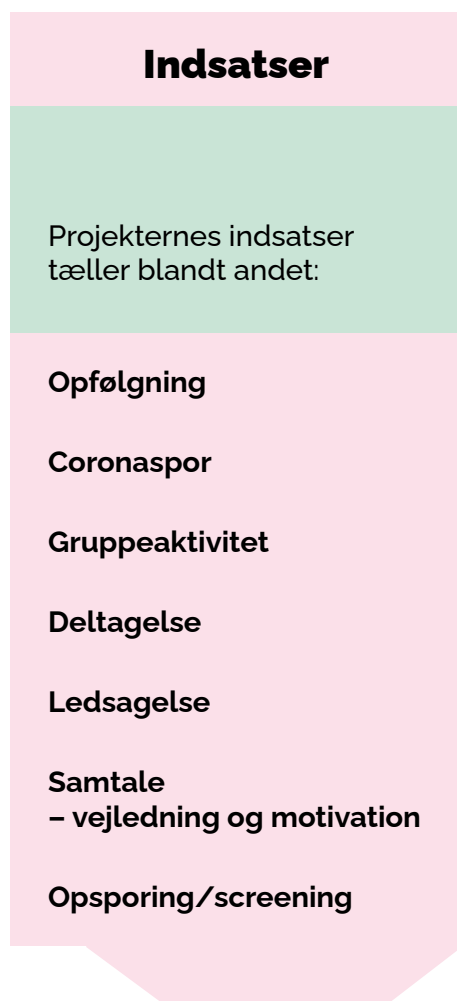 Indsatser
Projekternes indsatser
tæller blandt andet:
Opfølgning
Coronaspor
Gruppeaktivitet
Deltagelse
Ledsagelse
Samtale
– vejledning og motivation
Opsporing/screening